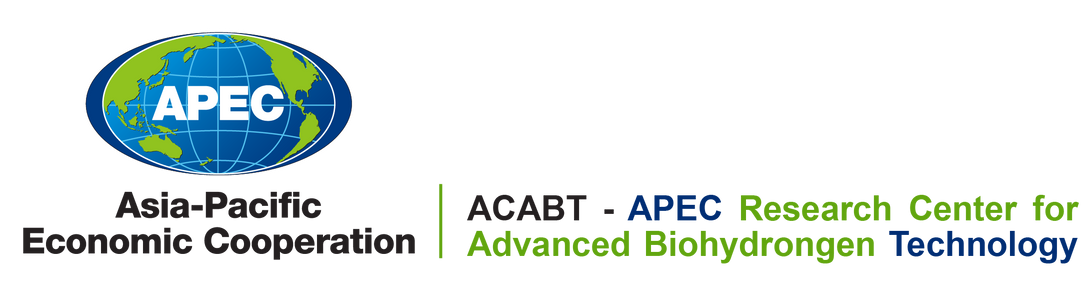 APEC
Asia-Pacific
Economic Cooperation
ACABT - APEC Research Center for
Advanced Biohydrongen Technology